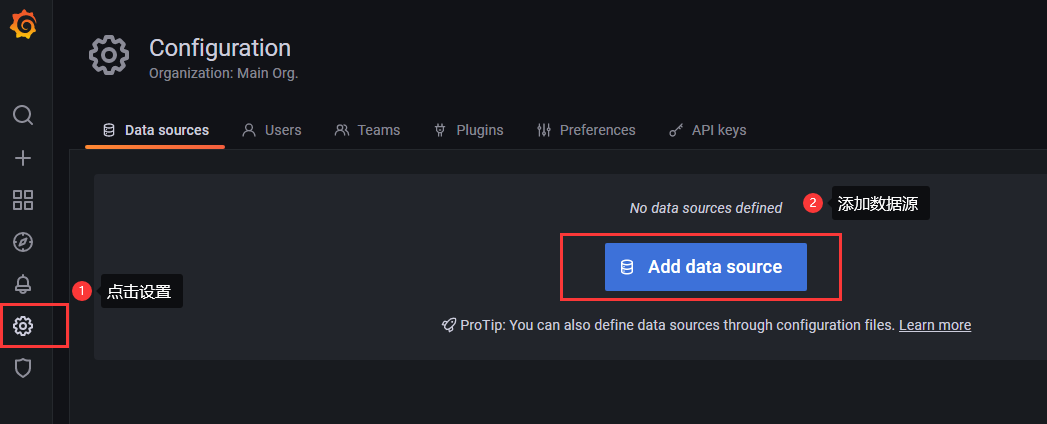 Configuration
Organization: Main Org.
Data sources Users Teams Plugins Preferences API keys
No data sources defined 2 添加数据源
Add data source
1 点击设置
ProTip: You can also define data sources through configuration files. Learn more